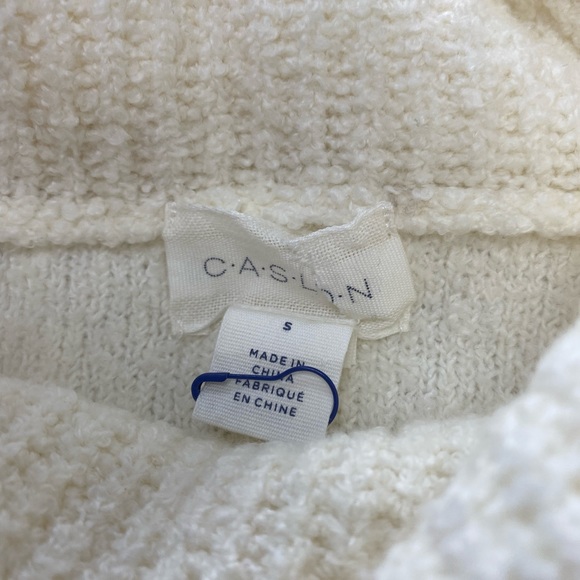 C·A·S·L·O·N
S
MADE IN
CHINA
FABRIQUÉ
EN CHINE